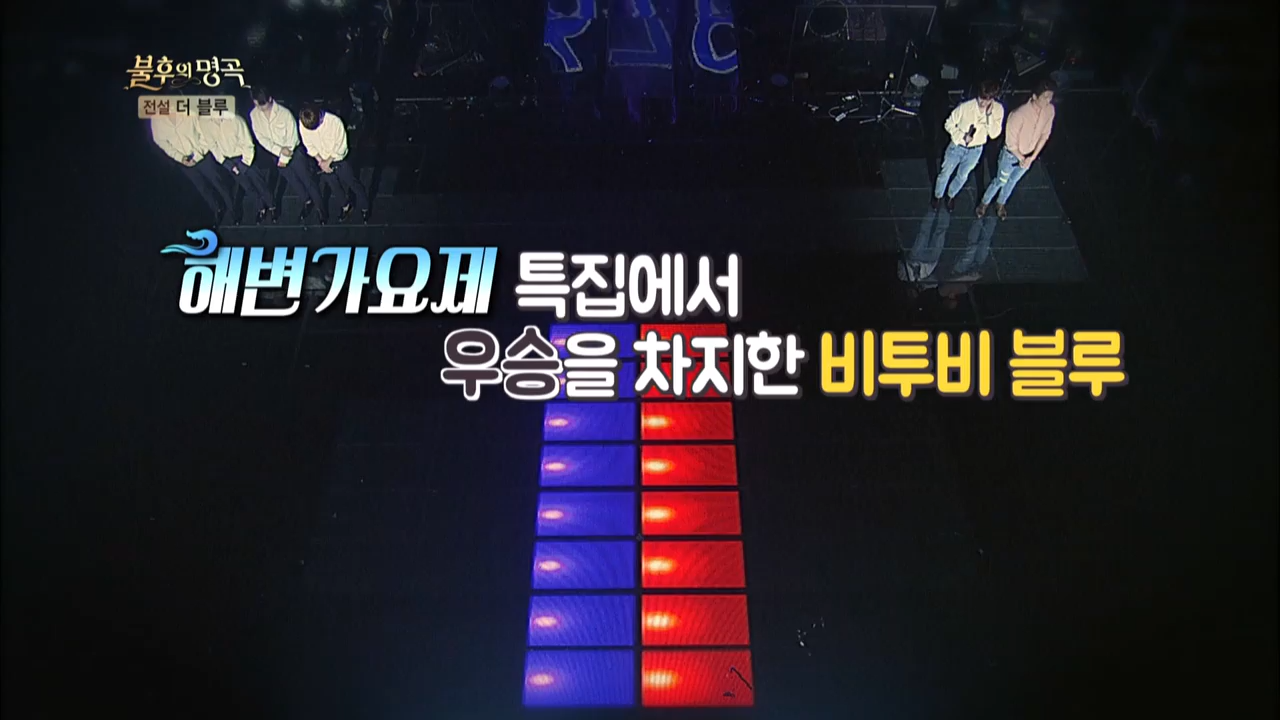 불후의 명곡
전설 더 블루
해변가요제 특집에서
우승을 차지한 비투비 블루